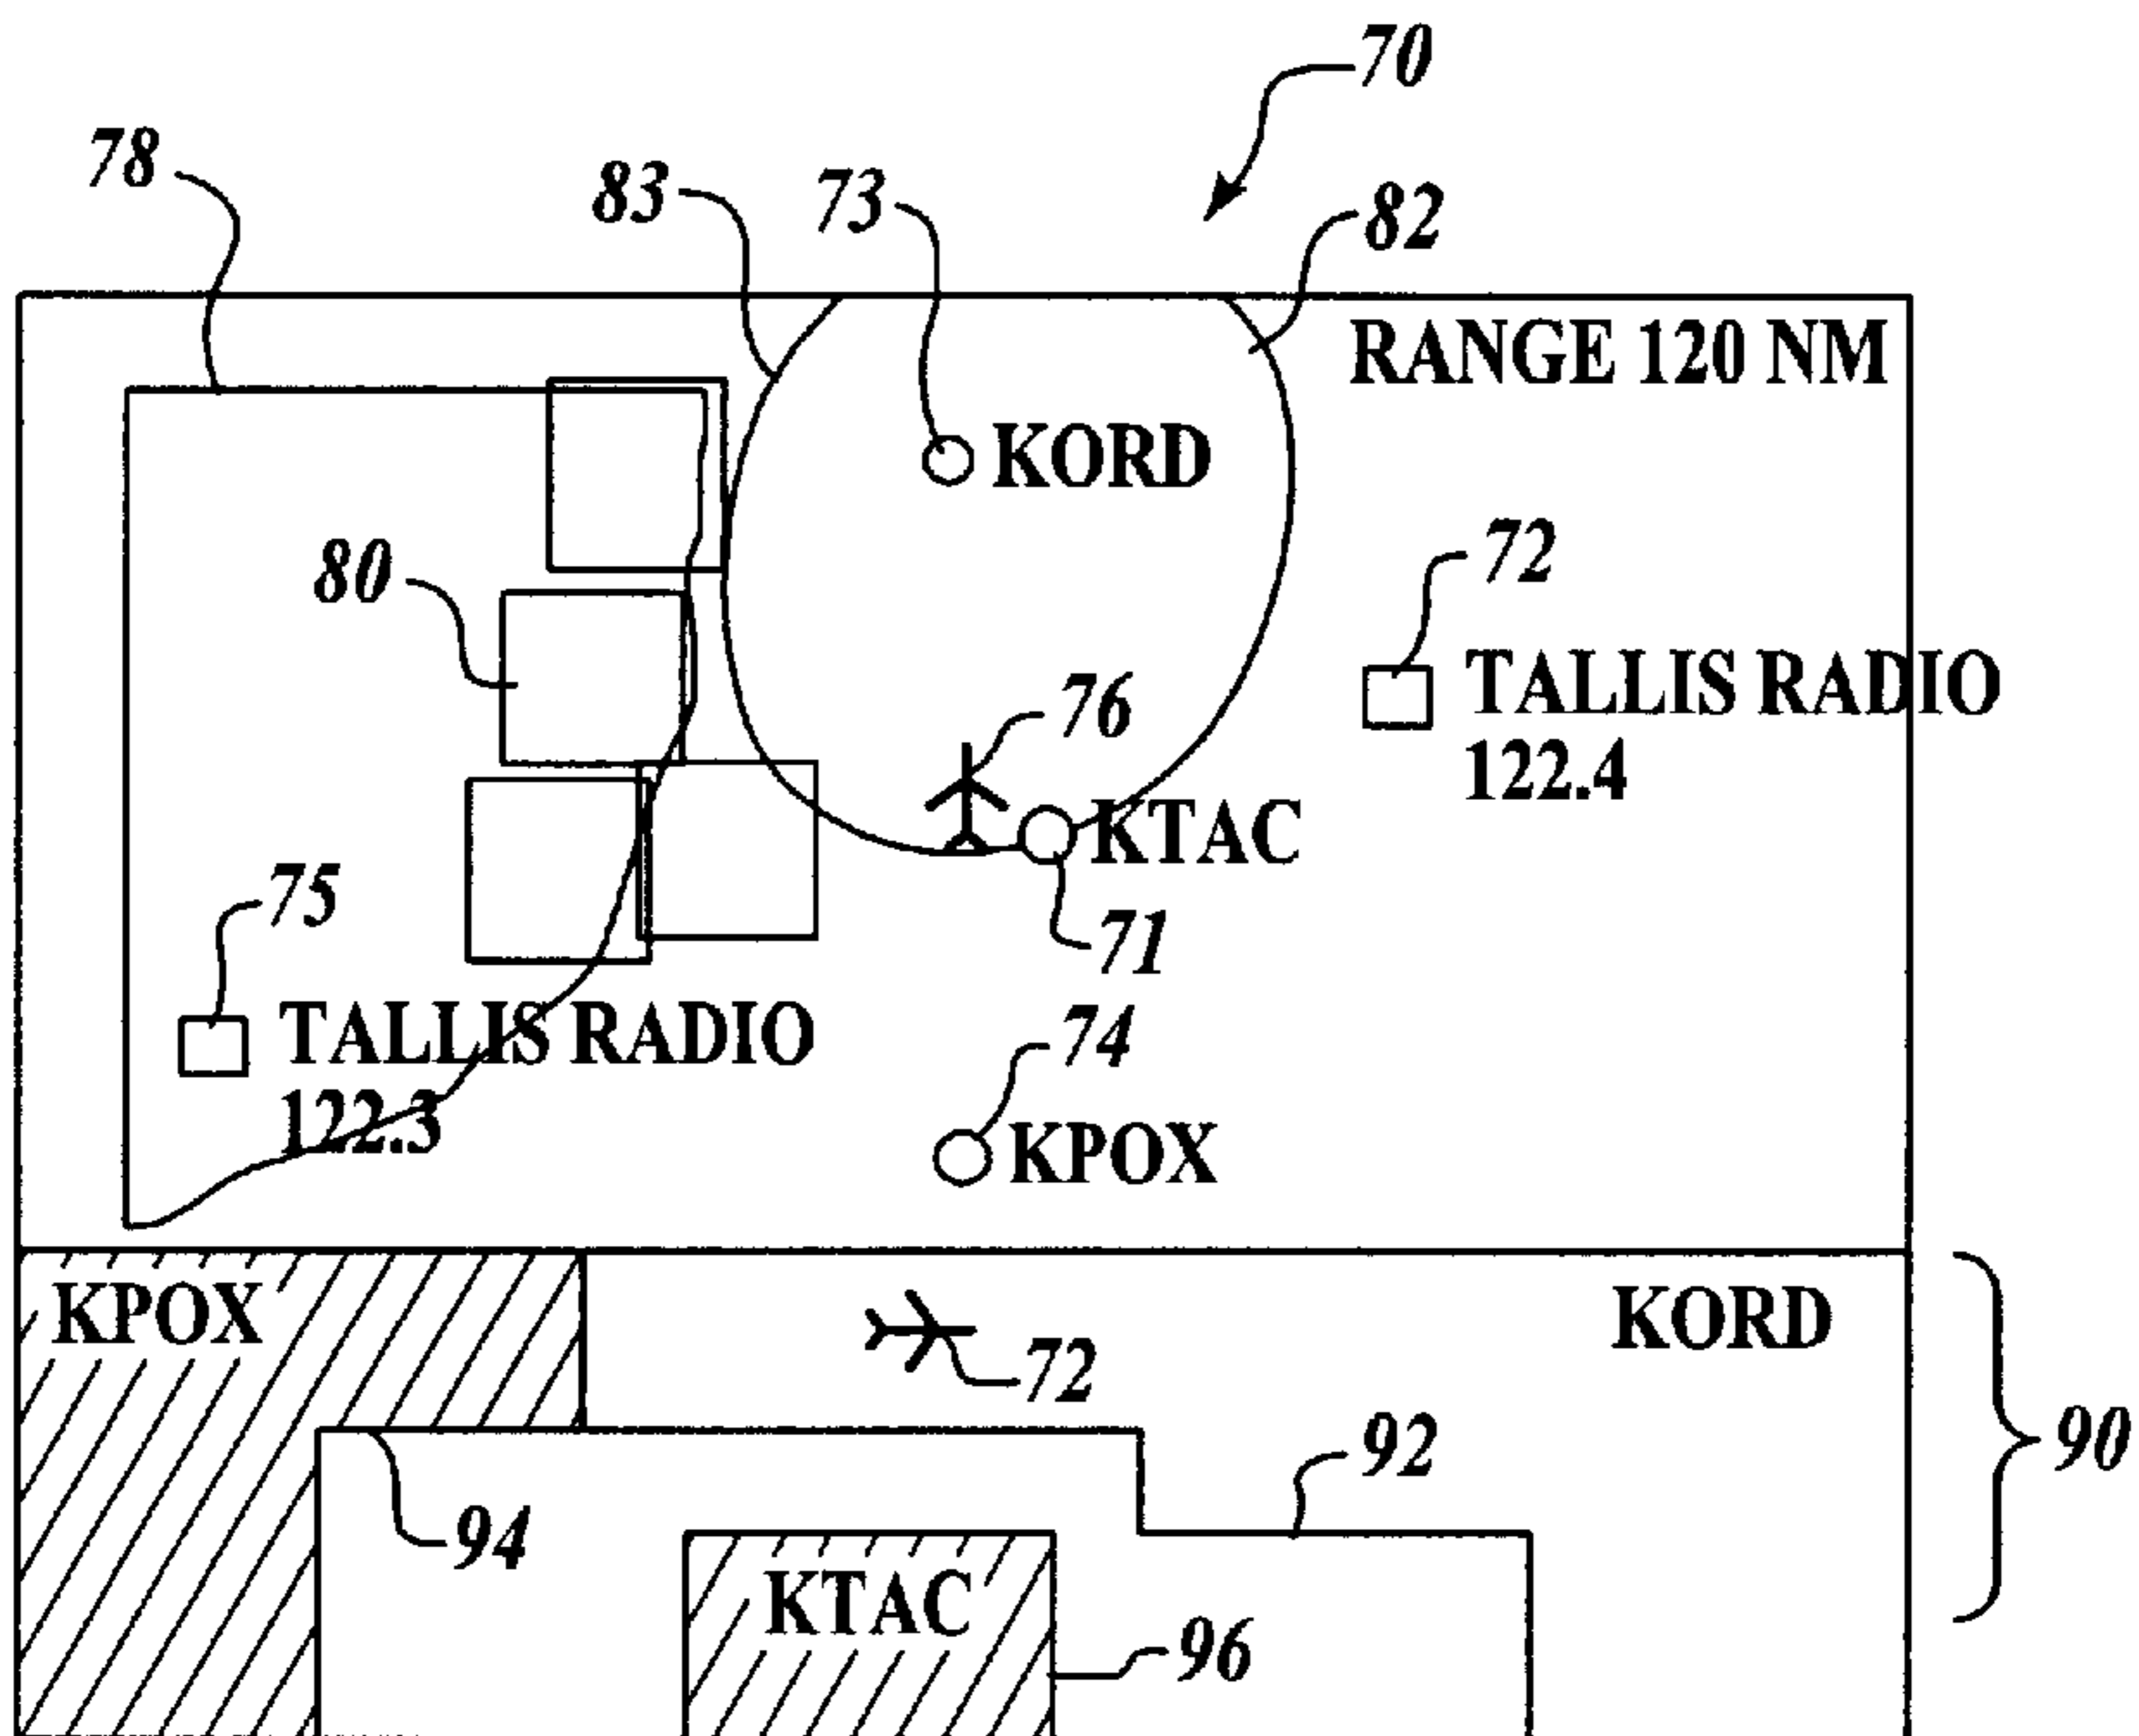 70
78
83
73
82
RANGE 120 NM
KORD
80
72
76
TALLIS RADIO
122.4
KTAC
75
71
TALLIS RADIO
122.3
74
KPOX
KPOX
KORD
72
92
90
94
KTAC
96